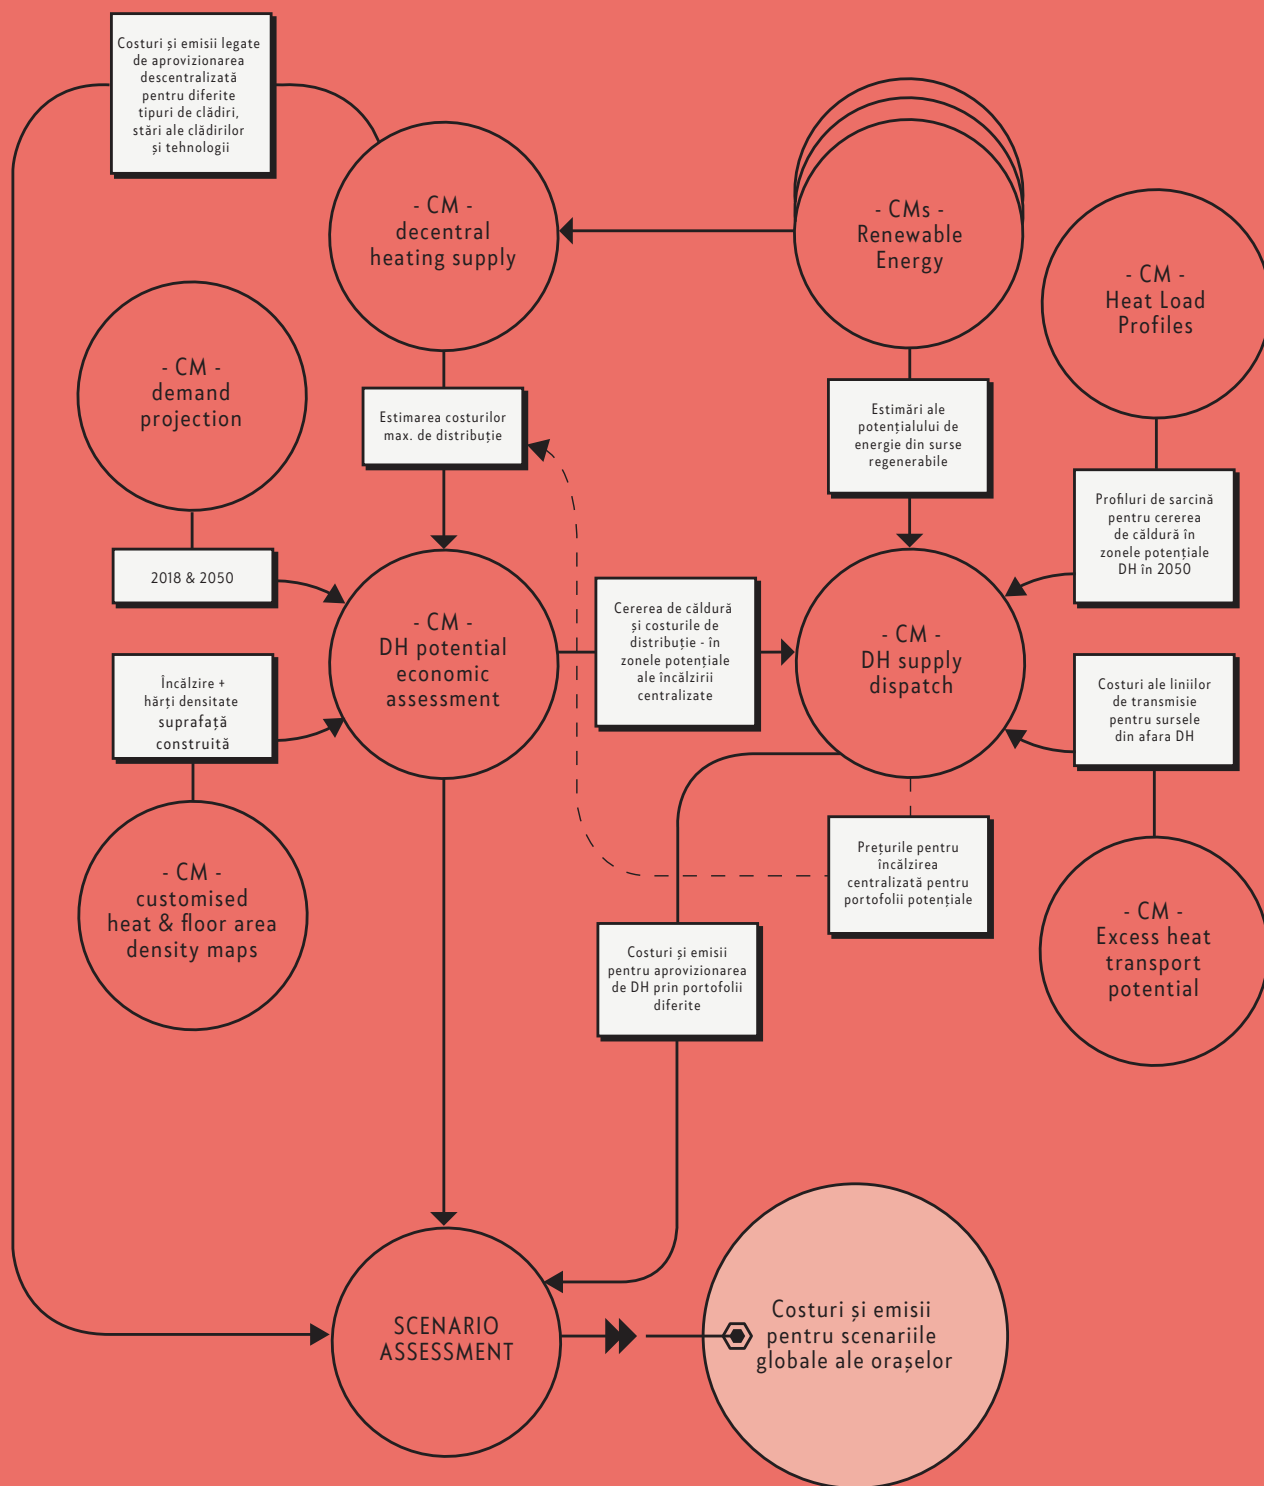 Costuri și emisii legate
de aprovizionarea
descentralizată
pentru diferite
tipuri de clădiri,
stări ale clădirilor
și tehnologii
- CM -
decentral
heating supply
- CMs -
Renewable
Energy
- CM -
Heat Load
Profiles
- CM -
demand
projection
Estimarea costurilor
max. de distribuție
Estimări ale
potențialului de
energie din surse
regenerabile
Profiluri de sarcină
pentru cererea
de căldură în
zonele potențiale
DH în 2050
2018 & 2050
- CM -
DH potential
economic
assessment
Cererea de căldură
și costurile de
distribuție - în
zonele potențiale
ale încălzirii
centralizate
- CM -
DH supply
dispatch
Încălzire +
hărți densitate
suprafață
construită
Costuri ale liniilor
de transmisie
pentru sursele
din afara DH
- CM -
customised
heat & floor area
density maps
Prețurile pentru
încălzirea
centralizată pentru
portofolii potențiale
- CM -
Excess heat
transport
potential
Costuri și emisii
pentru aprovizionarea
de DH prin portofolii
diferite
SCENARIO
ASSESSMENT
Costuri și emisii
pentru scenariile
globale ale orașelor